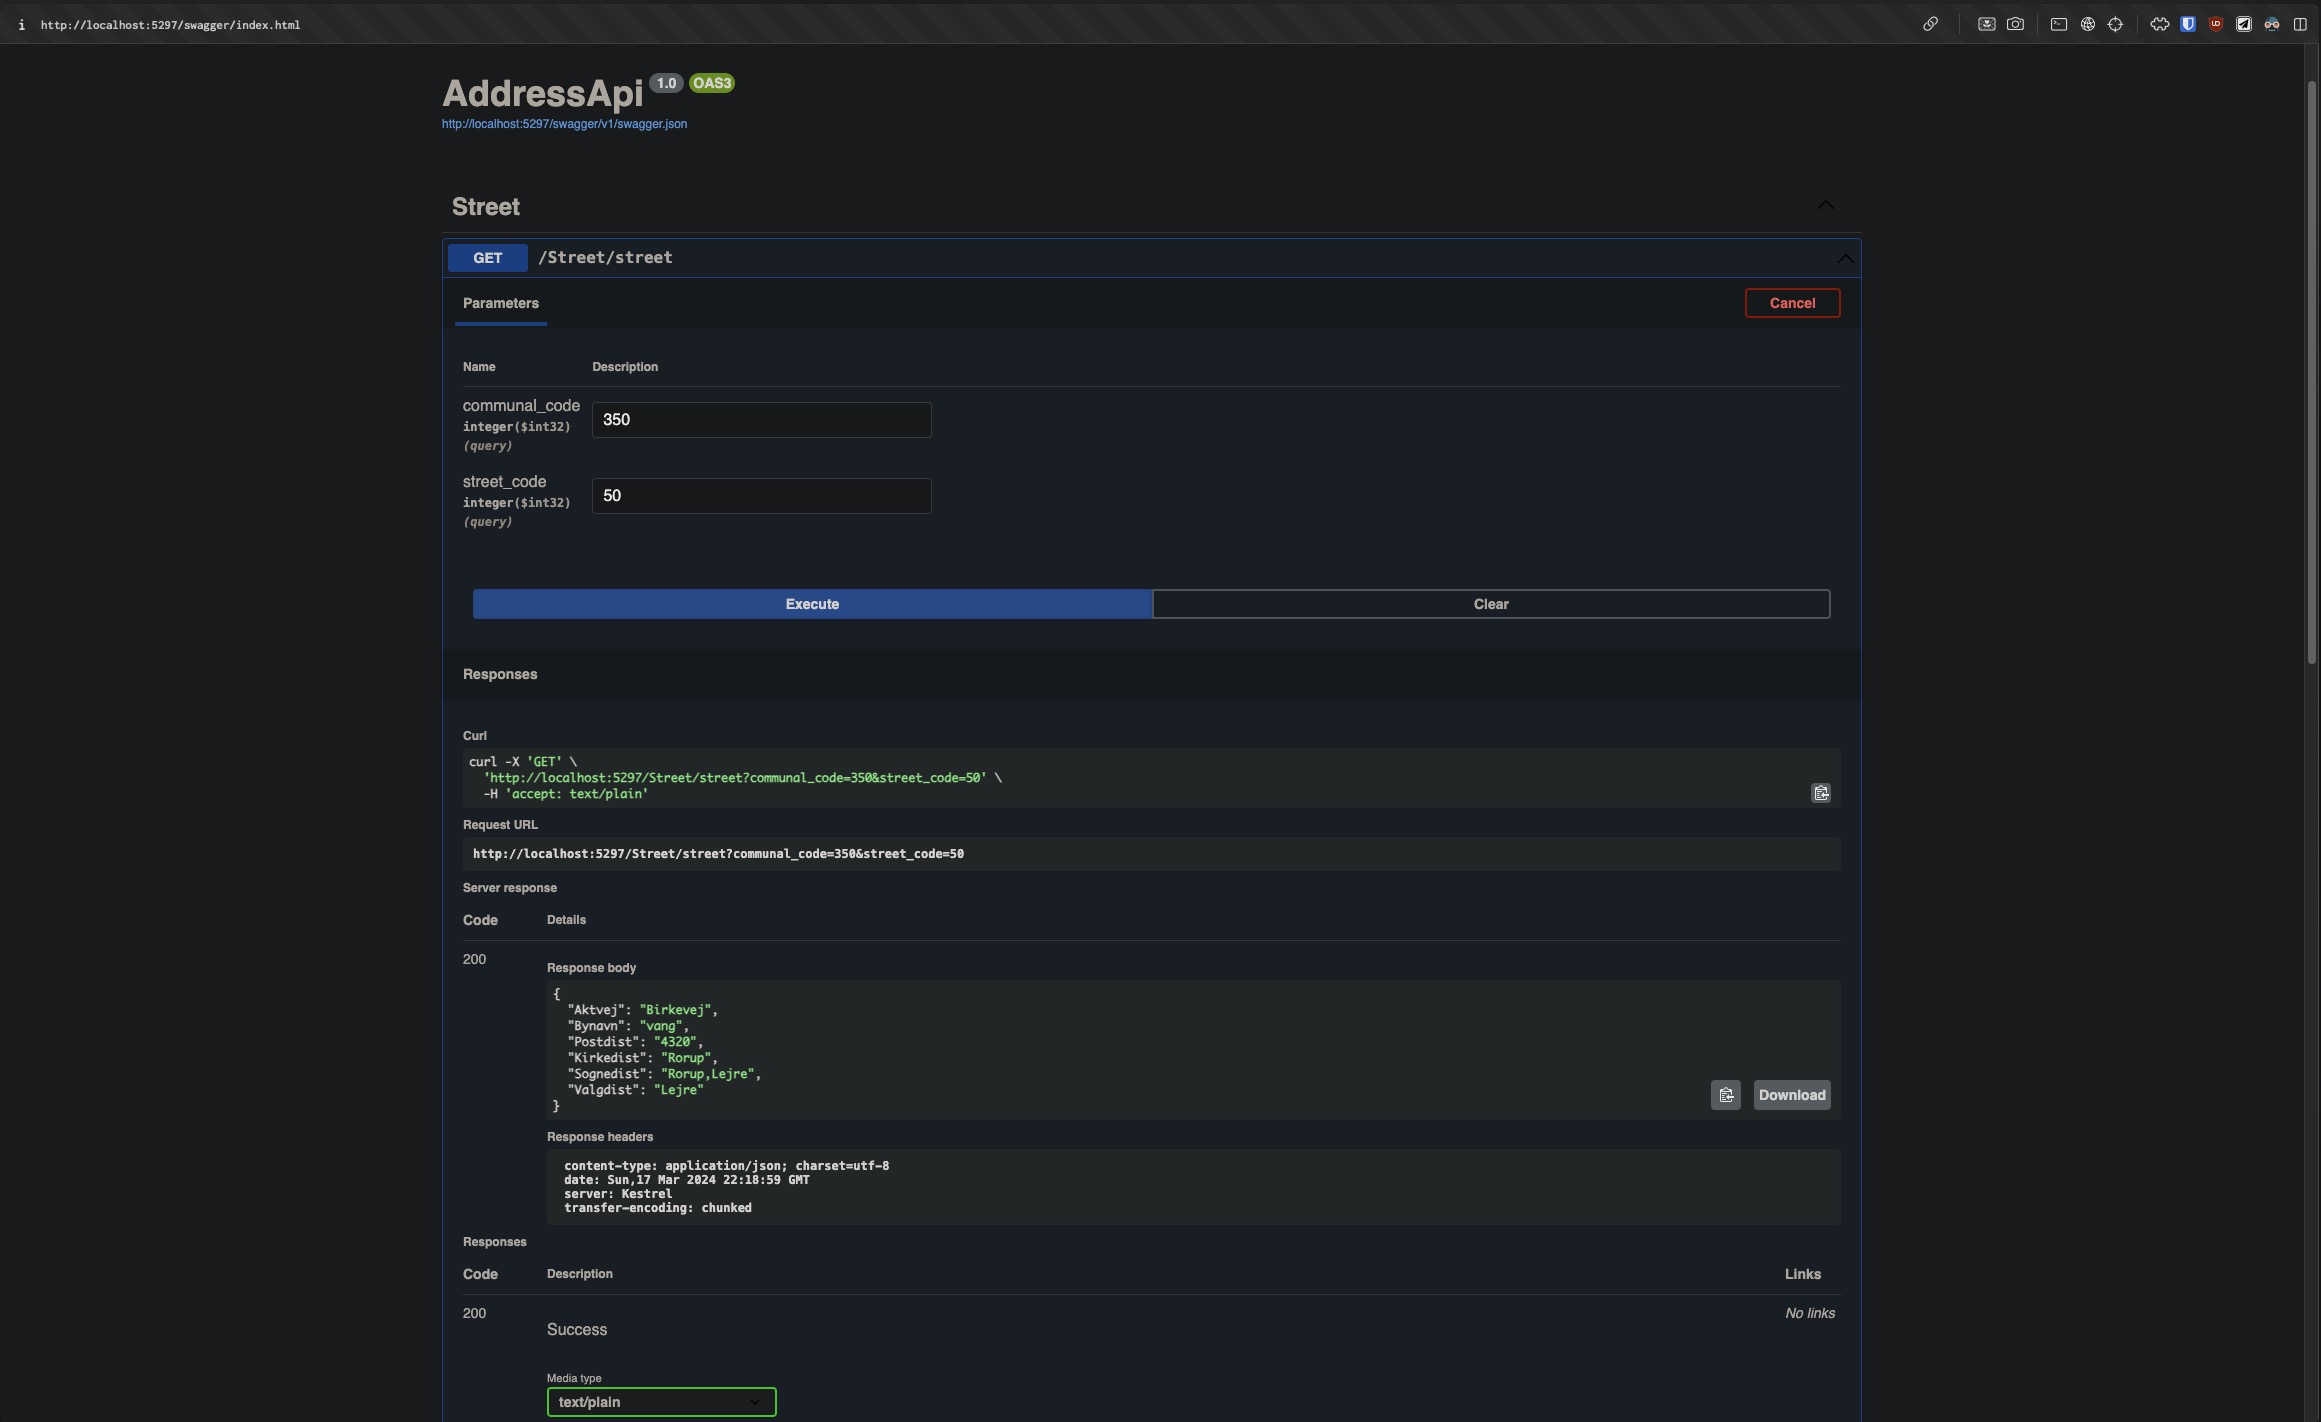 i http://localhost:5297/swagger/index.html
AddressApi 1.0 OAS3
http://localhost:5297/swagger/v1/swagger.json
Street
GET /Street/street
Parameters
Cancel
Name Description
communal_code
integer($int32)
(query)
350
street_code
integer($int32)
(query)
50
Execute Clear
Responses
Curl
curl -X 'GET' \
'http://localhost:5297/Street/street?communal_code=350&street_code=50' \
-H 'accept: text/plain'
Request URL
http://localhost:5297/Street/street?communal_code=350&street_code=50
Server response
Code Details
200
Response body
{
"Aktvej": "Birkevej",
"Bynavn": "vang",
"Postdist": "4320",
"Kirkedist": "Rorup",
"Sognedist": "Rorup,Lejre",
"Valgdist": "Lejre"
}
Download
Response headers
content-type: application/json; charset=utf-8
date: Sun,17 Mar 2024 22:18:59 GMT
server: Kestrel
transfer-encoding: chunked
Responses
Code Description Links
200 No links
Success
Media type
text/plain